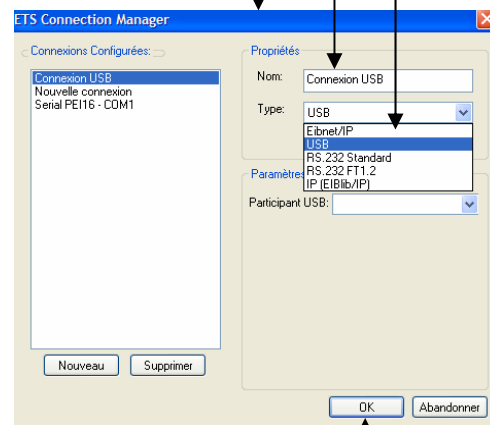 ETS Connection Manager
Connexions Configurées:
Connexion USB
Nouvelle connexion
Serial PEI16 - COM1
Nouveau
Supprimer
Propriétés
Nom: Connexion USB
Type: USB
Eibnet/IP
USB
RS.232 Standard
RS.232 FT1.2
IP (EIBlib/IP)
Paramètres
Participant USB:
OK
Abandonner